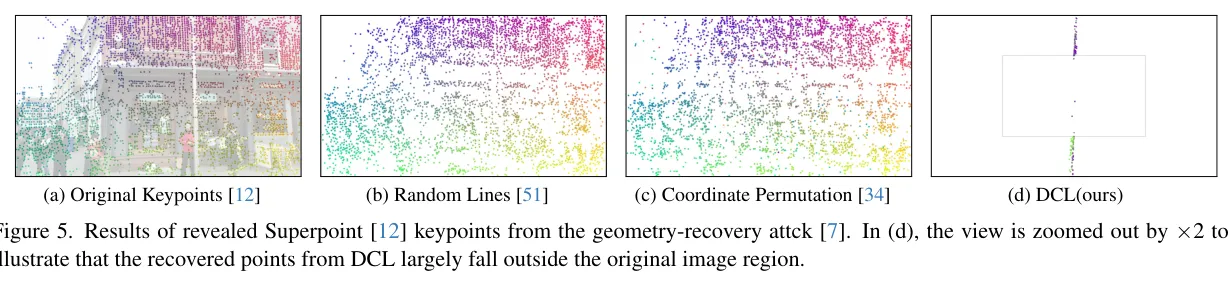 (a) Original Keypoints [12]
(b) Random Lines [51]
(c) Coordinate Permutation [34]
(d) DCL(ours)
igure 5. Results of revealed Superpoint [12] keypoints from the geometry-recovery attck [7]. In (d), the view is zoomed out by ×2 to
llustrate that the recovered points from DCL largely fall outside the original image region.